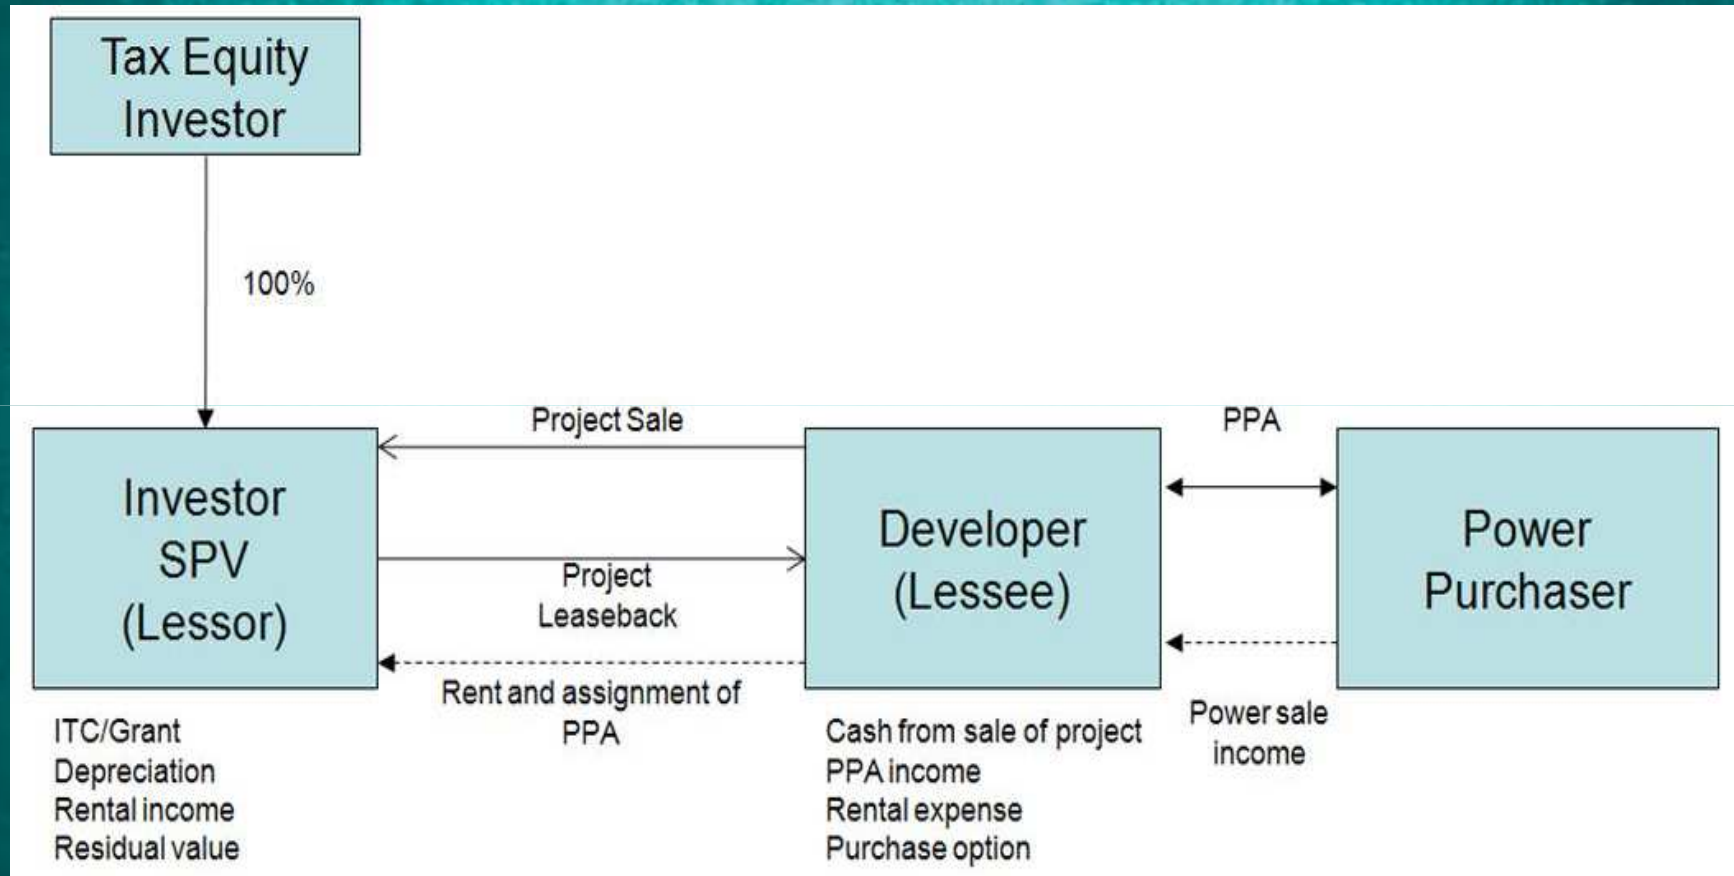 Tax Equity
Investor
100%
Project Sale
PPA
Investor
SPV
(Lessor)
Project
Leaseback
Developer
(Lessee)
Power
Purchaser
Rent and assignment of
PPA
Power sale
income
ITC/Grant
Depreciation
Rental income
Residual value
Cash from sale of project
PPA income
Rental expense
Purchase option